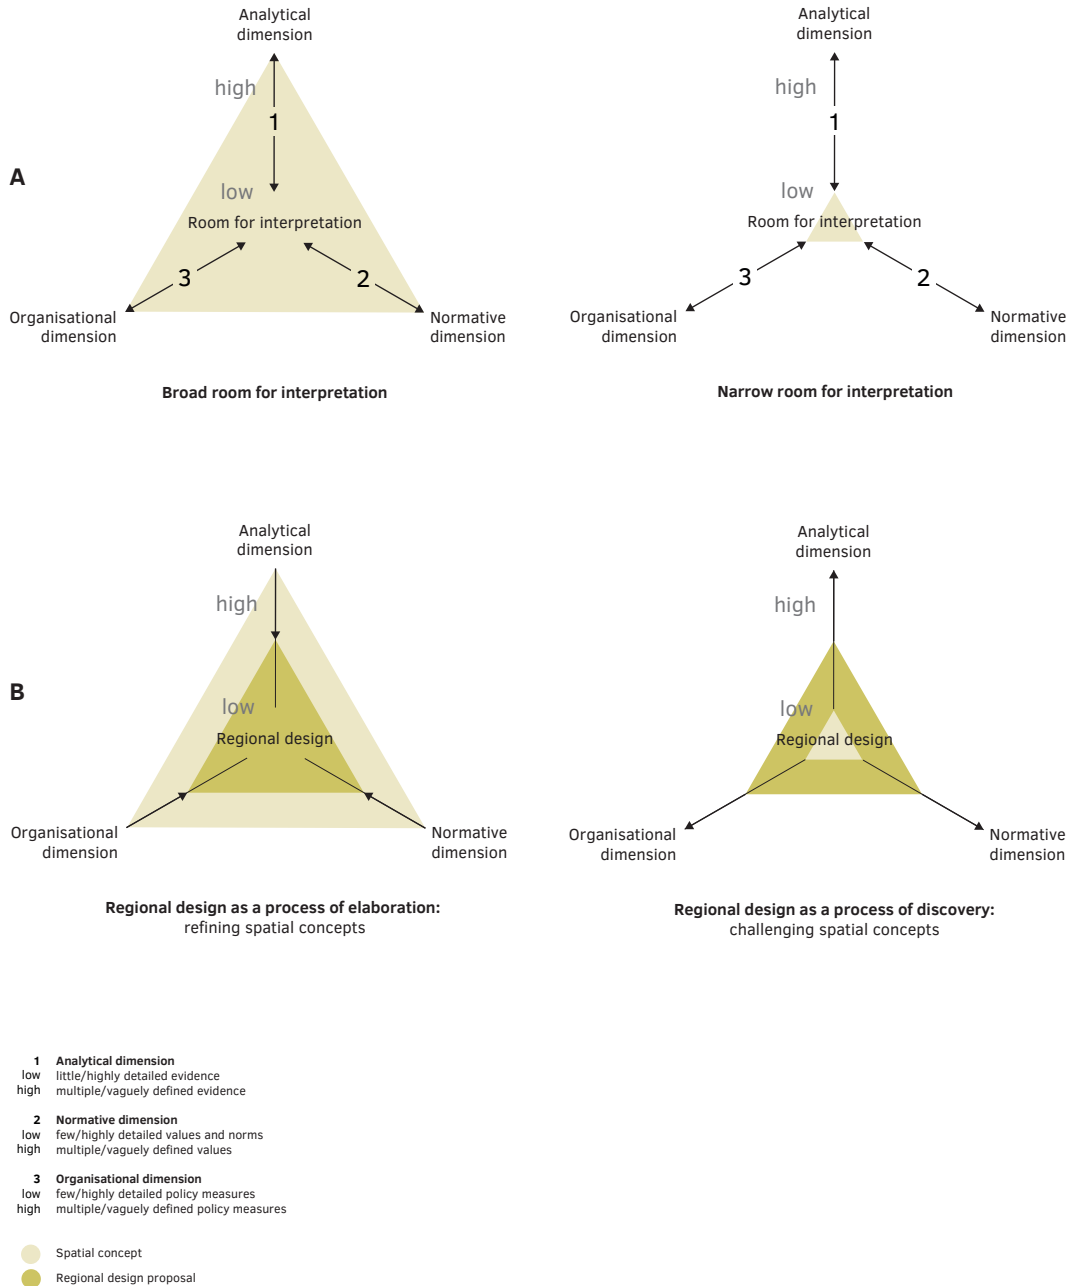 Analytical
dimension
high
1
A
low
Room for interpretation
3
2
Organisational
dimension
Normative
dimension
Broad room for interpretation
Analytical
dimension
high
1
low
Room for interpretation
3
2
Organisational
dimension
Normative
dimension
Narrow room for interpretation
Analytical
dimension
high
B
low
Regional design
Organisational
dimension
Normative
dimension
Regional design as a process of elaboration:
refining spatial concepts
Analytical
dimension
high
low
Regional design
Organisational
dimension
Normative
dimension
Regional design as a process of discovery:
challenging spatial concepts
1 Analytical dimension
low little/highly detailed evidence
high multiple/vaguely defined evidence
2 Normative dimension
low few/highly detailed values and norms
high multiple/vaguely defined values
3 Organisational dimension
low few/highly detailed policy measures
high multiple/vaguely defined policy measures
Spatial concept
Regional design proposal